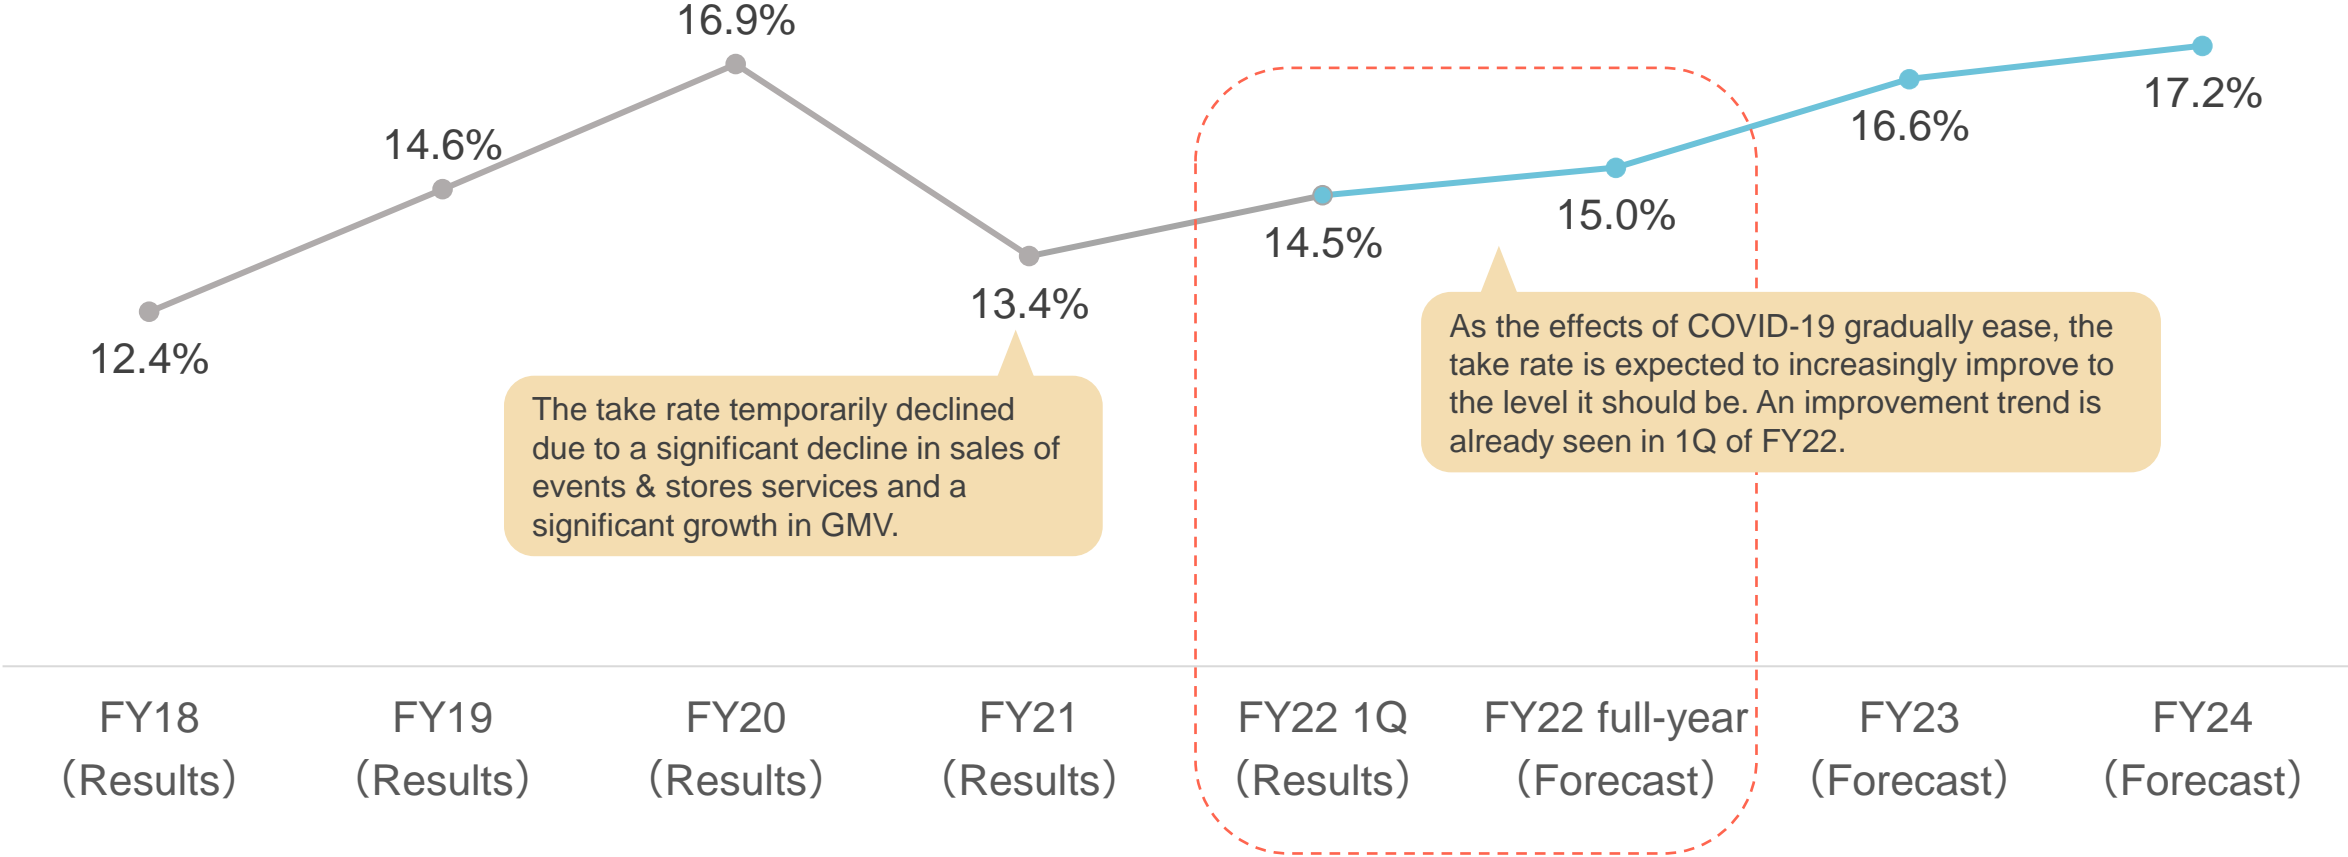 16.9%
14.6%
12.4%
13.4%
14.5%
15.0%
16.6%
17.2%
The take rate temporarily declined
due to a significant decline in sales of
events & stores services and a
significant growth in GMV.
As the effects of COVID-19 gradually ease, the
take rate is expected to increasingly improve to
the level it should be. An improvement trend is
already seen in 1Q of FY22.
FY18
（Results）
FY19
（Results）
FY20
（Results）
FY21
（Results）
FY22 1Q
（Results）
FY22 full-year
（Forecast）
FY23
（Forecast）
FY24
（Forecast）